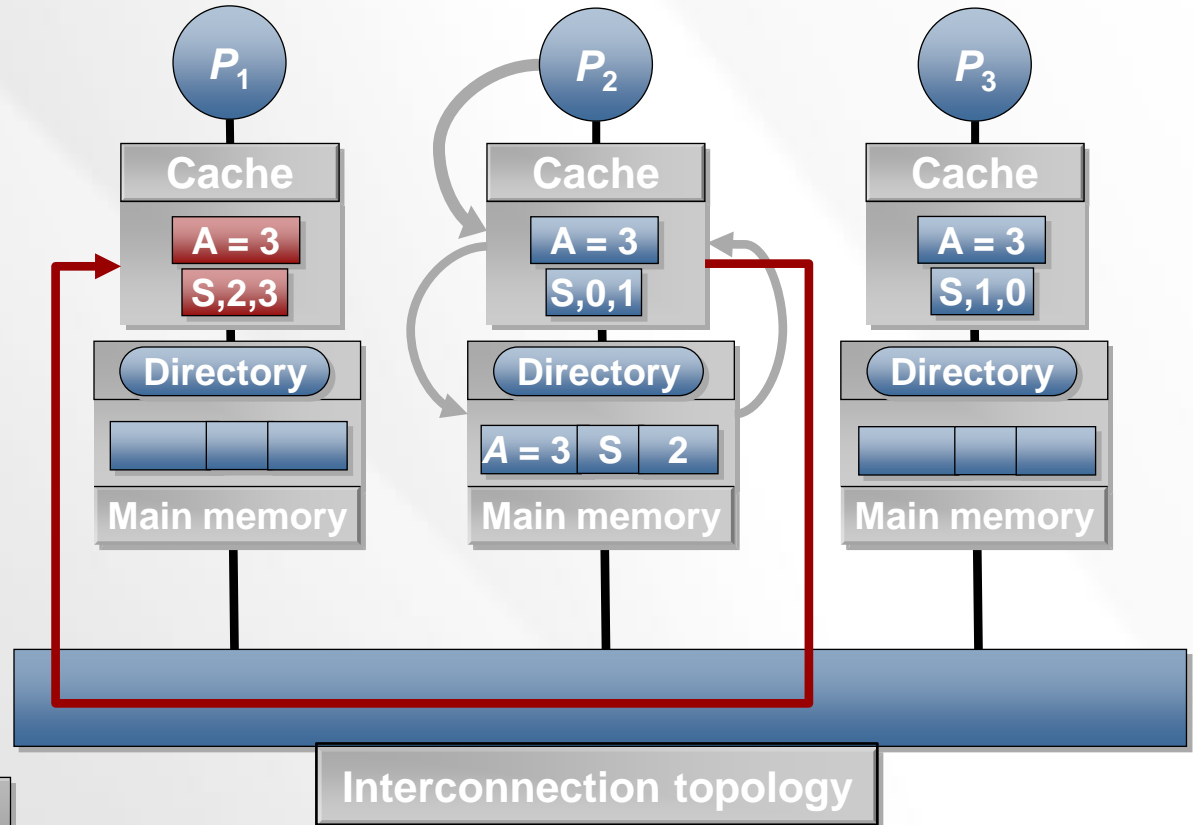 P1
P2
P3
Cache
Cache
Cache
A = 3
A = 3
A = 3
S,2,3
S,0,1
S,1,0
Directory
Directory
Directory
A = 3 S 2
Main memory
Main memory
Main memory
Interconnection topology